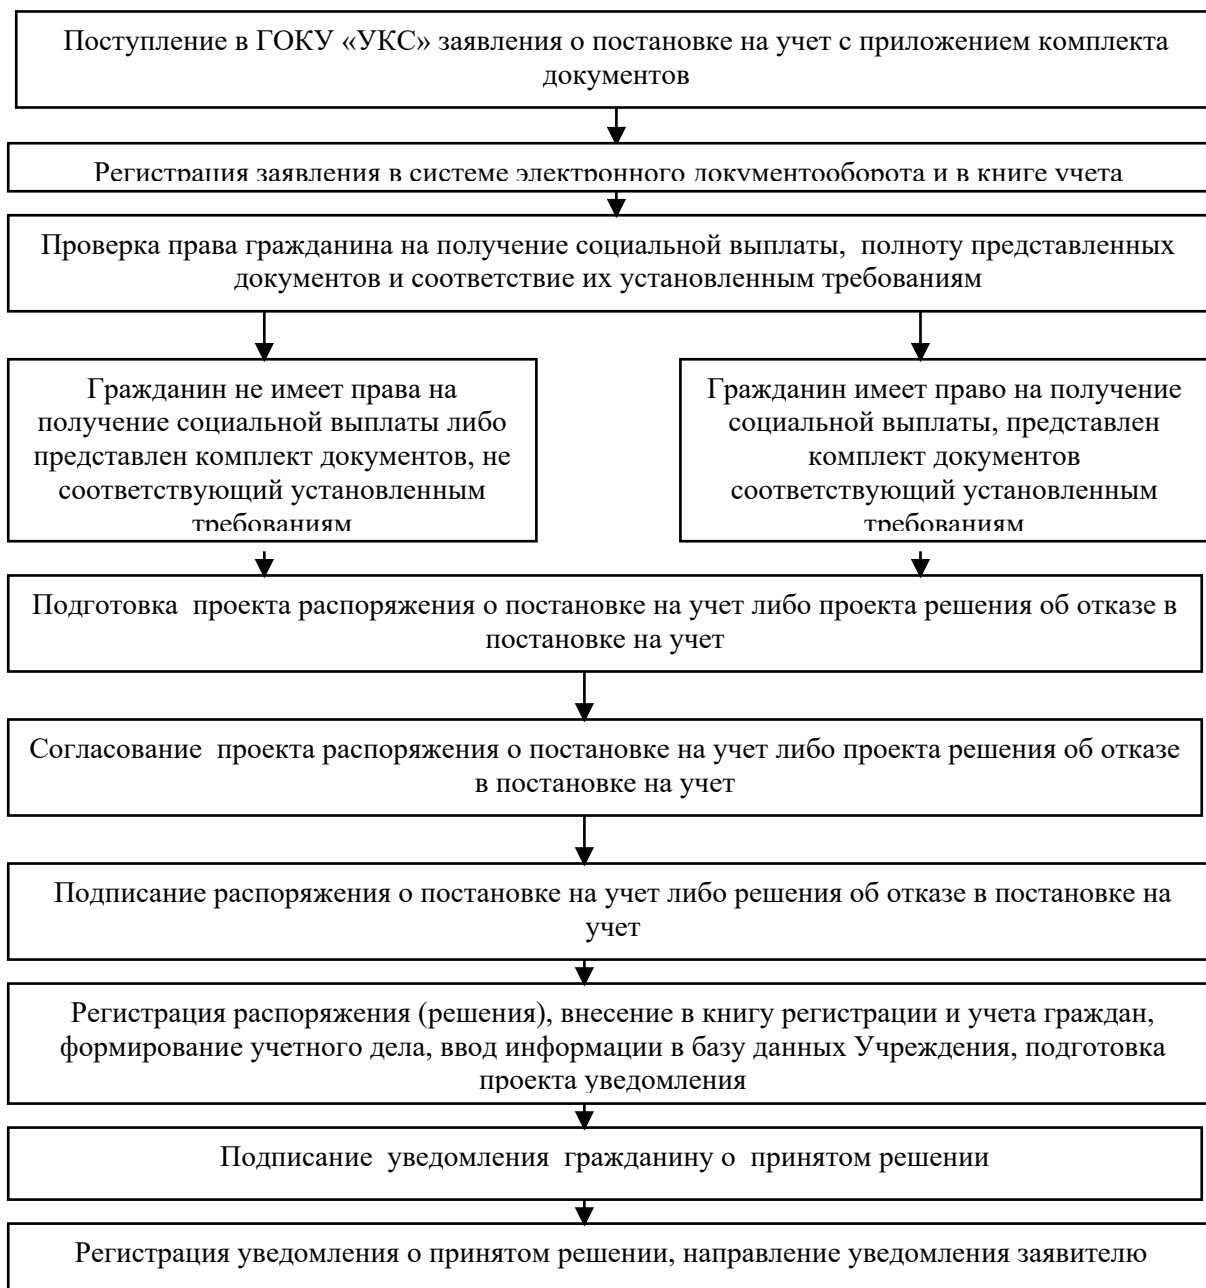 Поступление в ГОКУ «УКС» заявления о постановке на учет с приложением комплекта
документов
Регистрация заявления в системе электронного документооборота и в книге учета
Проверка права гражданина на получение социальной выплаты, полноту представленных
документов и соответствие их установленным требованиям
Гражданин не имеет права на
получение социальной выплаты либо
представлен комплект документов, не
соответствующий установленным
требованиям
Гражданин имеет право на получение
социальной выплаты, представлен
комплект документов
соответствующий установленным
требованиям
Подготовка проекта распоряжения о постановке на учет либо проекта решения об отказе в
постановке на учет
Согласование проекта распоряжения о постановке на учет либо проекта решения об отказе
в постановке на учет
Подписание распоряжения о постановке на учет либо решения об отказе в постановке на
учет
Регистрация распоряжения (решения), внесение в книгу регистрации и учета граждан,
формирование учетного дела, ввод информации в базу данных Учреждения, подготовка
проекта уведомления
Подписание уведомления гражданину о принятом решении
Регистрация уведомления о принятом решении, направление уведомления заявителю